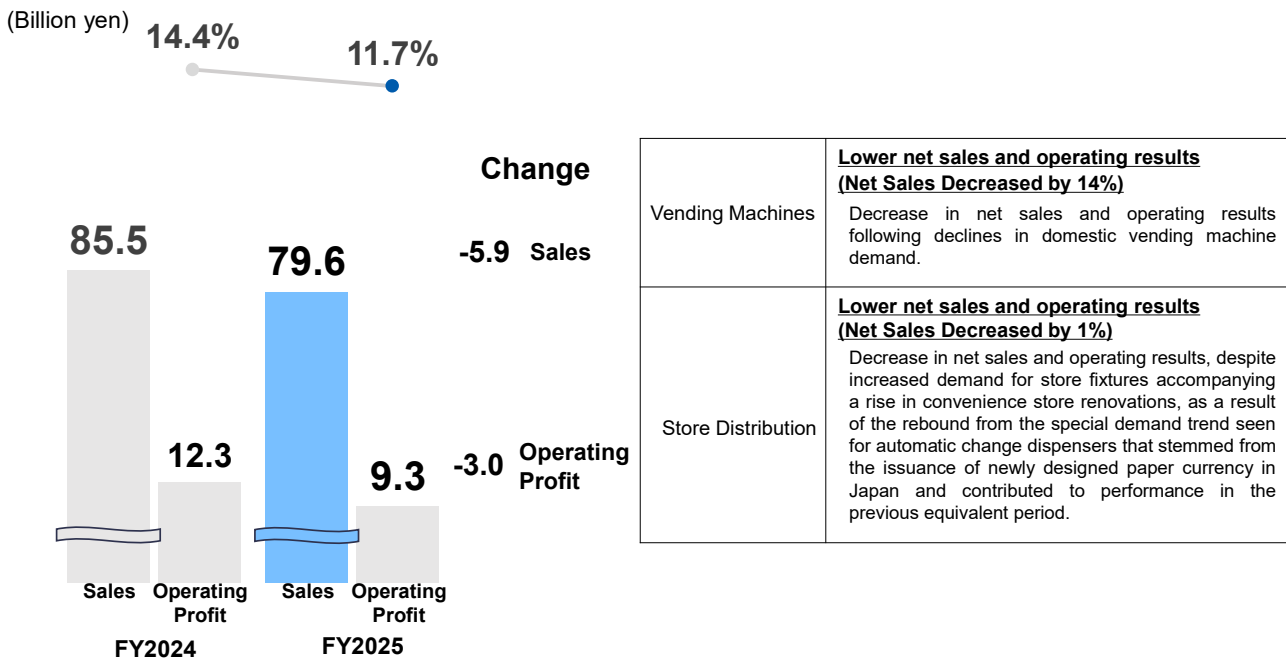 (Billion yen)
14.4%
11.7%
Change
85.5
79.6
-5.9 Sales
12.3
9.3
-3.0 Operating
Profit
Sales
Operating
Profit
Sales
Operating
Profit
FY2024
FY2025
Vending Machines
Lower net sales and operating results
(Net Sales Decreased by 14%)
Decrease in net sales and operating results
following declines in domestic vending machine
demand.
Store Distribution
Lower net sales and operating results
(Net Sales Decreased by 1%)
Decrease in net sales and operating results, despite
increased demand for store fixtures accompanying
a rise in convenience store renovations, as a result
of the rebound from the special demand trend seen
for automatic change dispensers that stemmed from
the issuance of newly designed paper currency in
Japan and contributed to performance in the
previous equivalent period.